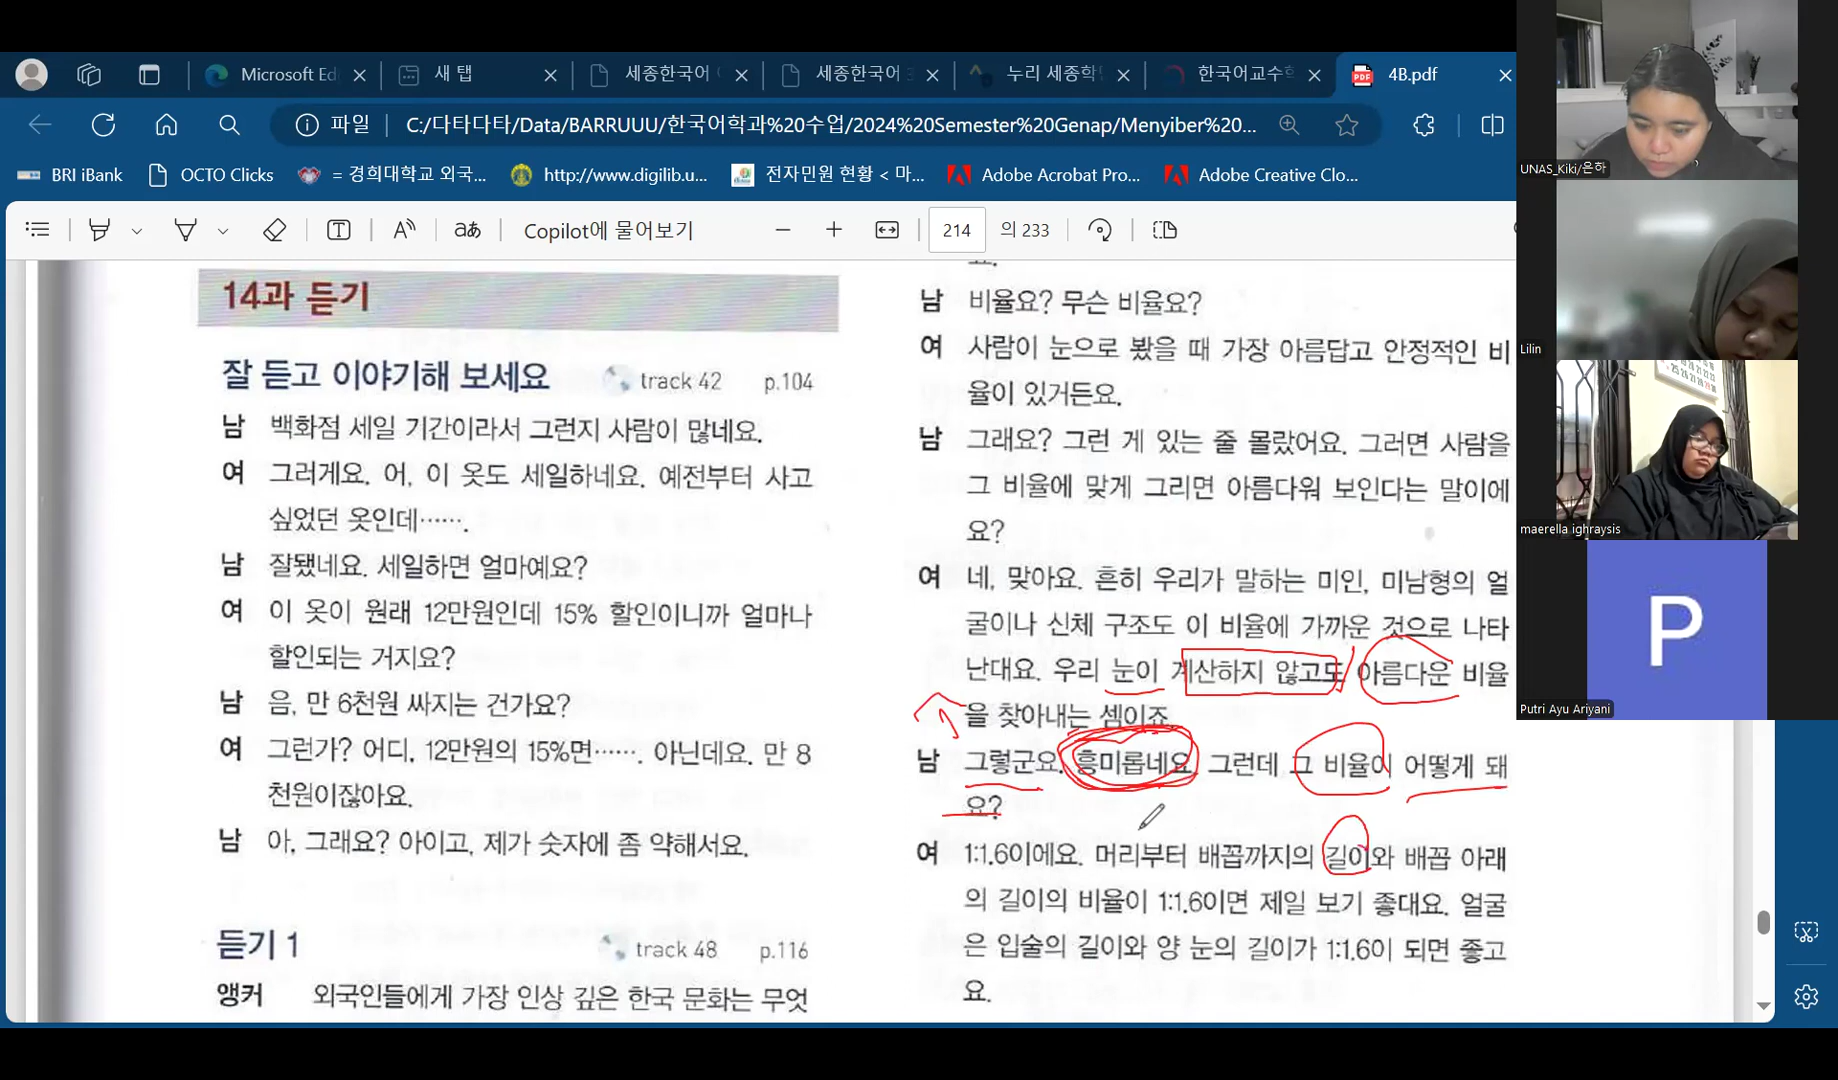 Microsoft Ed
새 탭
세종한국어
세종한국어
누리 세종학
한국어교수
4B.pdf
파일
C:/다타다타/Data/BARRUUU/한국어학과%20수업/2024%20Semester%20Genap/Menyiber%20...
BRI iBank
OCTO Clicks
= 경희대학교 외국...
http://www.digilib.u...
전자민원 현황 < 마...
Adobe Acrobat Pro...
Adobe Creative Clo...
Copilot에 물어보기
214
의 233
14과 듣기
잘 듣고 이야기해 보세요 track 42 p.104
남 백화점 세일 기간이라서 그런지 사람이 많네요.
여 그러게요. 어, 이 옷도 세일하네요. 예전부터 사고
싶었던 옷인데…….
남 잘됐네요. 세일하면 얼마예요?
여 이 옷이 원래 12만원인데 15% 할인이니까 얼마나
할인되는 거지요?
남 음, 만 6천원 싸지는 건가요?
여 그런가? 어디, 12만원의 15%면……. 아닌데요. 만 8
천원이잖아요.
남 아, 그래요? 아이고, 제가 숫자에 좀 약해서요.
듣기 1 track 48 p.116
앵커 외국인들에게 가장 인상 깊은 한국 문화는 무엇
요.
남 비율요? 무슨 비율요?
여 사람이 눈으로 봤을 때 가장 아름답고 안정적인 비
율이 있거든요.
남 그래요? 그런 게 있는 줄 몰랐어요. 그러면 사람을
그 비율에 맞게 그리면 아름다워 보인다는 말이에
요?
여 네, 맞아요. 흔히 우리가 말하는 미인, 미남형의 얼
굴이나 신체 구조도 이 비율에 가까운 것으로 나타
난대요. 우리 눈이 계산하지 않고도 아름다운 비율
을 찾아내는 셈이죠.
남 그렇군요. 흥미롭네요. 그런데 그 비율이 어떻게 돼
요?
여 1:1.6이에요. 머리부터 배꼽까지의 길이와 배꼽 아래
의 길이의 비율이 1:1.6이면 제일 보기 좋대요. 얼굴
은 입술의 길이와 양 눈의 길이가 1:1.6이 되면 좋고
요.
UNAS_Kiki/은하
Lilin
maerella ighraysis
P
Putri Ayu Ariyani